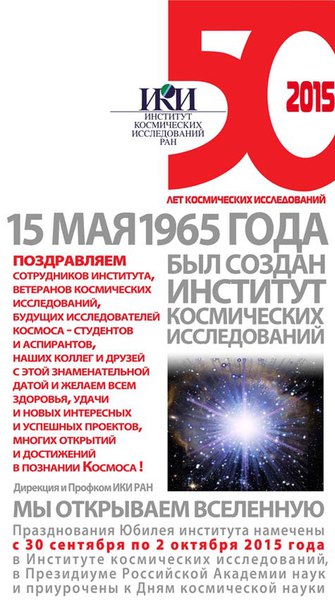 50
2015
ИКИ
ИНСТИТУТ
КОСМИЧЕСКИХ
ИССЛЕДОВАНИЙ
РАН
ЛЕТ КОСМИЧЕСКИХ ИССЛЕДОВАНИЙ
15 МАЯ 1965 ГОДА
БЫЛ СОЗДАН
ИНСТИТУТ
КОСМИЧЕСКИХ
ИССЛЕДОВАНИЙ
ПОЗДРАВЛЯЕМ
СОТРУДНИКОВ ИНСТИТУТА,
ВЕТЕРАНОВ КОСМИЧЕСКИХ
ИССЛЕДОВАНИЙ,
БУДУЩИХ ИССЛЕДОВАТЕЛЕЙ
КОСМОСА – СТУДЕНТОВ
И АСПИРАНТОВ,
НАШИХ КОЛЛЕГ И ДРУЗЕЙ
С ЭТОЙ ЗНАМЕНАТЕЛЬНОЙ
ДАТОЙ И ЖЕЛАЕМ ВСЕМ
ЗДОРОВЬЯ, УДАЧИ
И НОВЫХ ИНТЕРЕСНЫХ
И УСПЕШНЫХ ПРОЕКТОВ,
МНОГИХ ОТКРЫТИЙ
И ДОСТИЖЕНИЙ
В ПОЗНАНИИ КОСМОСА !
Дирекция и Профком ИКИ РАН
МЫ ОТКРЫВАЕМ ВСЕЛЕННУЮ
Празднования Юбилея института намечены
с 30 сентября по 2 октября 2015 года
в Институте космических исследований,
в Президиуме Российской Академии наук
и приурочены к Дням космической науки